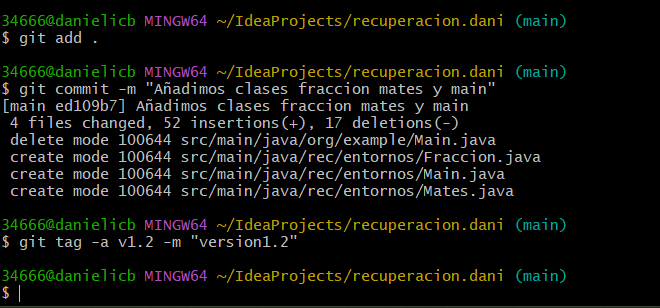 34666@danielicb MINGW64 ~/IdeaProjects/recuperacion.dani (main)
$ git add .
34666@danielicb MINGW64 ~/IdeaProjects/recuperacion.dani (main)
$ git commit -m "Añadimos clases fraccion mates y main"
[main ed109b7] Añadimos clases fraccion mates y main
 4 files changed, 52 insertions(+), 17 deletions(-)
 delete mode 100644 src/main/java/org/example/Main.java
 create mode 100644 src/main/java/rec/entornos/Fraccion.java
 create mode 100644 src/main/java/rec/entornos/Main.java
 create mode 100644 src/main/java/rec/entornos/Mates.java
34666@danielicb MINGW64 ~/IdeaProjects/recuperacion.dani (main)
$ git tag -a v1.2 -m "version1.2"
34666@danielicb MINGW64 ~/IdeaProjects/recuperacion.dani (main)
$